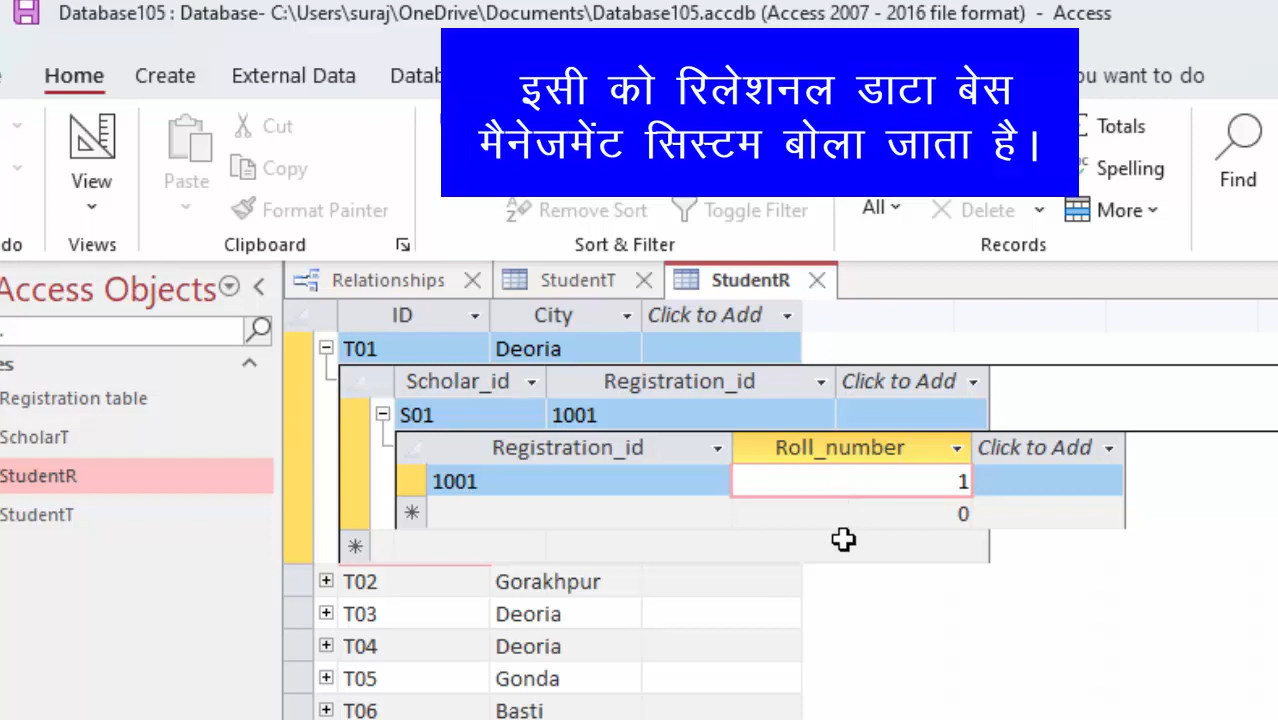 Database105 : Database- C:\Users\suraj\OneDrive\Documents\Database105.accdb (Access 2007 - 2016 file format) - Access
इसी को रिलेशनल डाटा बेस
मैनेजमेंट सिस्टम बोला जाता है।
Home Create External Data Datab ou want to do
View
Paste
Cut
Copy
Format Painter
Remove Sort
Toggle Filter
All
Totals
Spelling
Delete
More
Find
do Views Clipboard Sort & Filter Records
Access Objects
Relationships StudentT StudentR
ID City Click to Add
T01 Deoria
Scholar_id Registration_id Click to Add
S01 1001
Registration_id Roll_number Click to Add
1001 1
0
T02 Gorakhpur
T03 Deoria
T04 Deoria
T05 Gonda
T06 Basti
es
Registration table
ScholarT
StudentR
StudentT